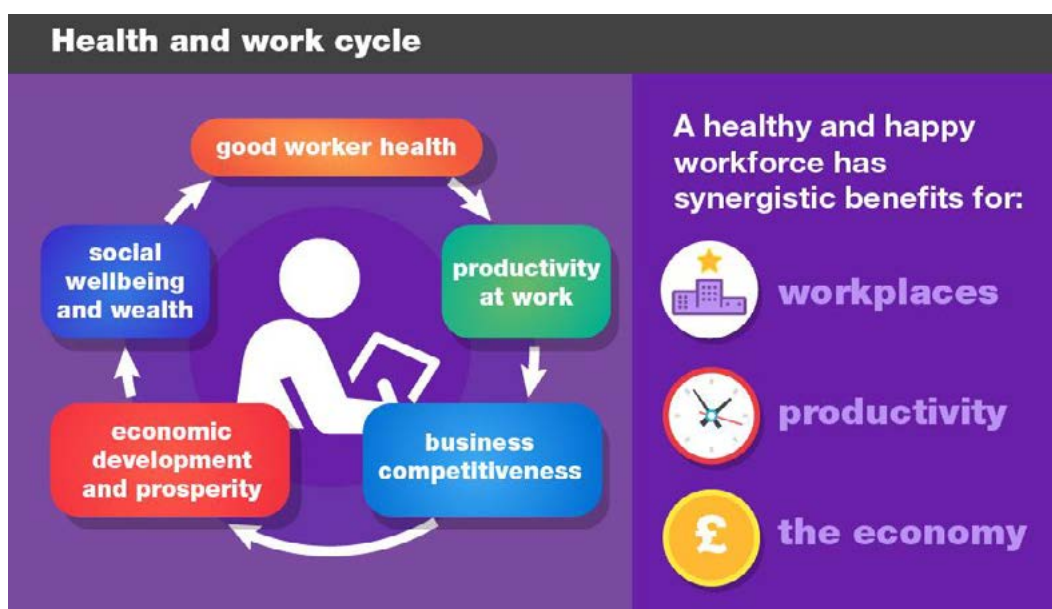 Health and work cycle
good worker health
productivity
at work
business
competitiveness
economic
development
and prosperity
social
wellbeing
and wealth
A healthy and happy
workforce has
synergistic benefits for:
workplaces
productivity
£
the economy